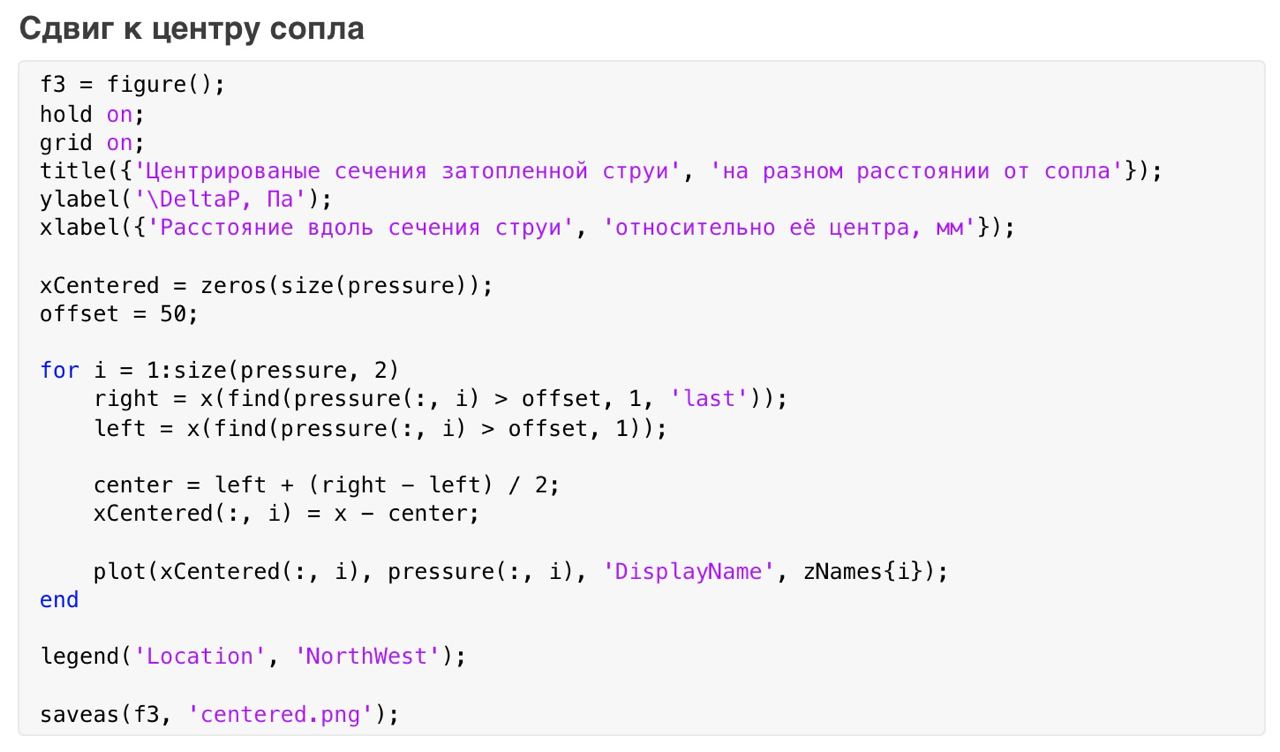 Сдвиг к центру сопла
f3 = figure();
hold on;
grid on;
title({'Центрированые сечения затопленной струи', 'на разном расстоянии от сопла'});
ylabel('\DeltaP, Па');
xlabel({'Расстояние вдоль сечения струи', 'относительно её центра, мм'});

xCentered = zeros(size(pressure));
offset = 50;

for i = 1:size(pressure, 2)
    right = x(find(pressure(:, i) > offset, 1, 'last'));
    left = x(find(pressure(:, i) > offset, 1));

    center = left + (right - left) / 2;
    xCentered(:, i) = x - center;

    plot(xCentered(:, i), pressure(:, i), 'DisplayName', zNames{i});
end

legend('Location', 'NorthWest');

saveas(f3, 'centered.png');